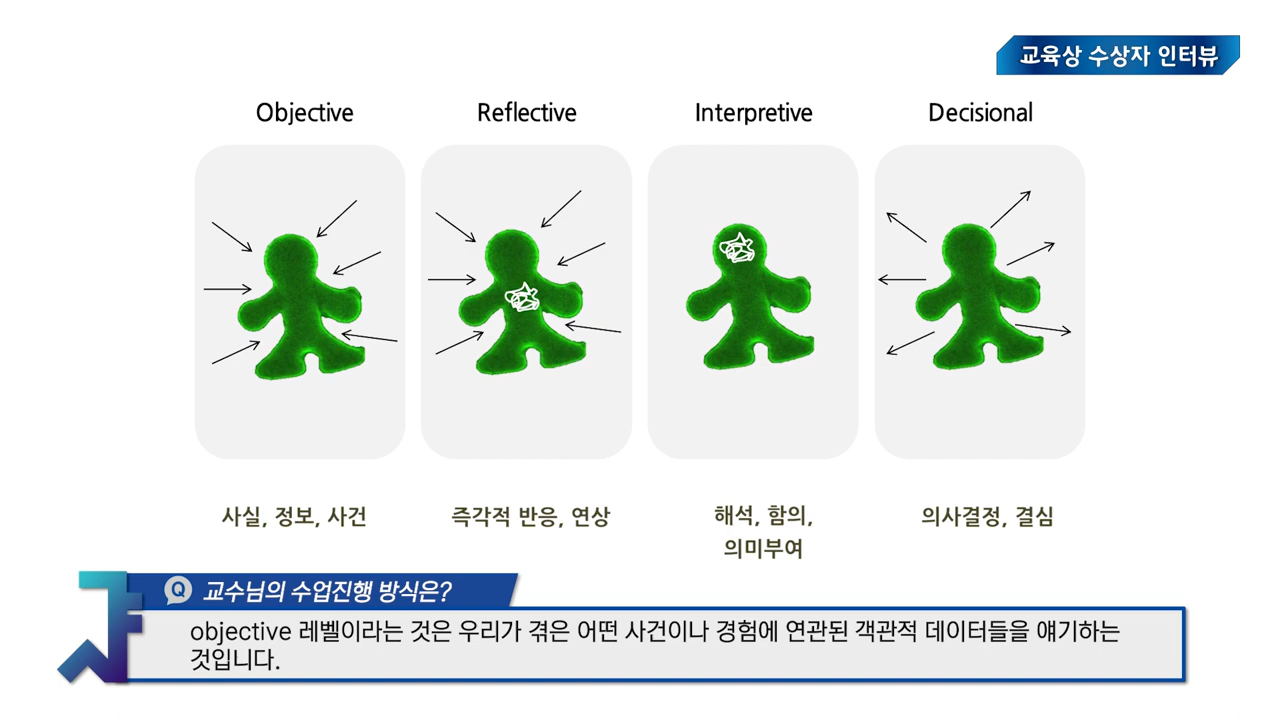 교육상 수상자 인터뷰
Objective
Reflective
Interpretive
Decisional
사실, 정보, 사건
즉각적 반응, 연상
해석, 함의,
의미부여
의사결정, 결심
Q 교수님의 수업진행 방식은?
objective 레벨이라는 것은 우리가 겪은 어떤 사건이나 경험에 연관된 객관적 데이터들을 얘기하는
것입니다.